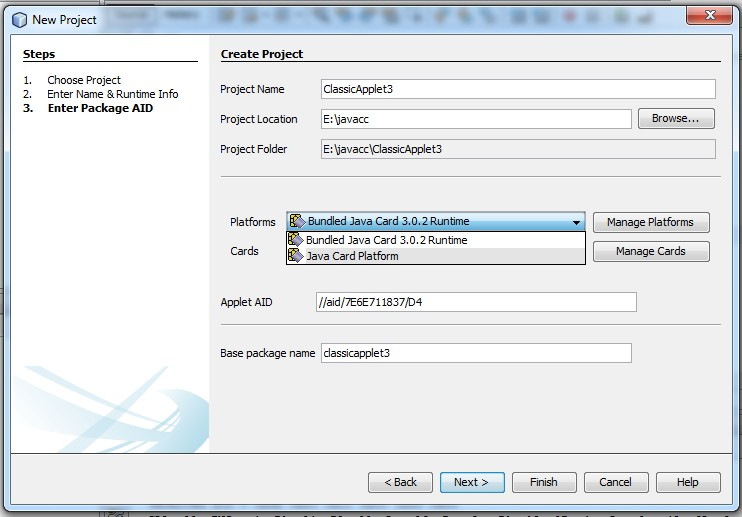 New Project
Steps
1. Choose Project
2. Enter Name & Runtime Info
3. Enter Package AID
Create Project
Project Name ClassicApplet3
Project Location E:\javacc Browse...
Project Folder E:\javacc\ClassicApplet3
Platforms Bundled Java Card 3.0.2 Runtime Manage Platforms
Bundled Java Card 3.0.2 Runtime
Cards Java Card Platform Manage Cards
Applet AID //aid/7E6E711837/D4
Base package name classicapplet3
< Back Next > Finish Cancel Help